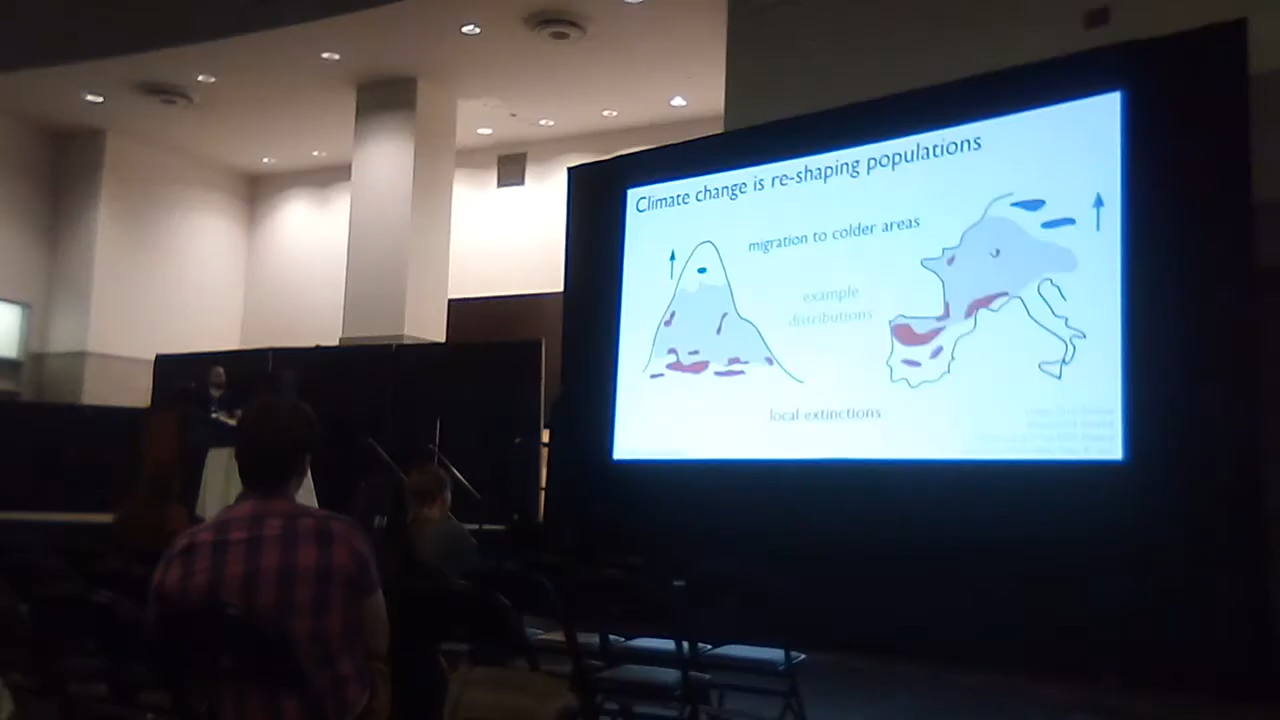 Climate change is re-shaping populations
migration to colder areas
example
distributions
local extinctions